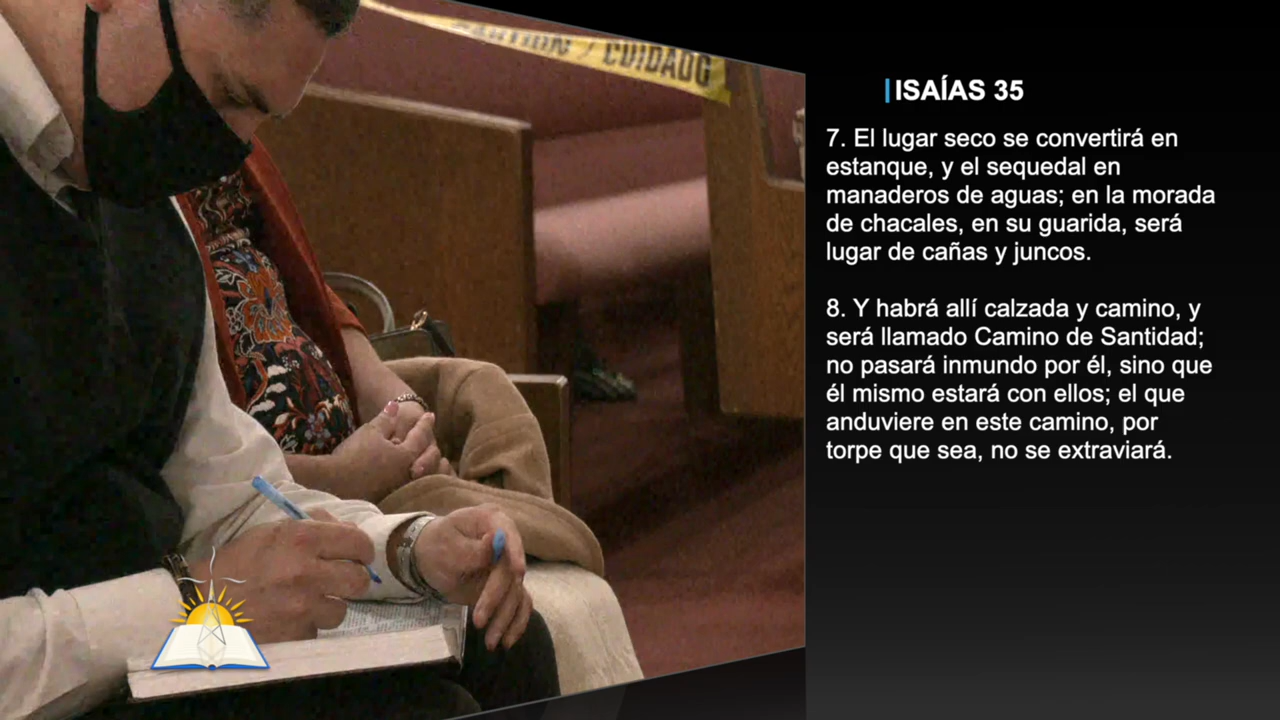 CUIDADO
ISAÍAS 35
7. El lugar seco se convertirá en
estanque, y el sequedal en
manaderos de aguas; en la morada
de chacales, en su guarida, será
lugar de cañas y juncos.
8. Y habrá allí calzada y camino, y
será llamado Camino de Santidad;
no pasará inmundo por él, sino que
él mismo estará con ellos; el que
anduviere en este camino, por
torpe que sea, no se extraviará.